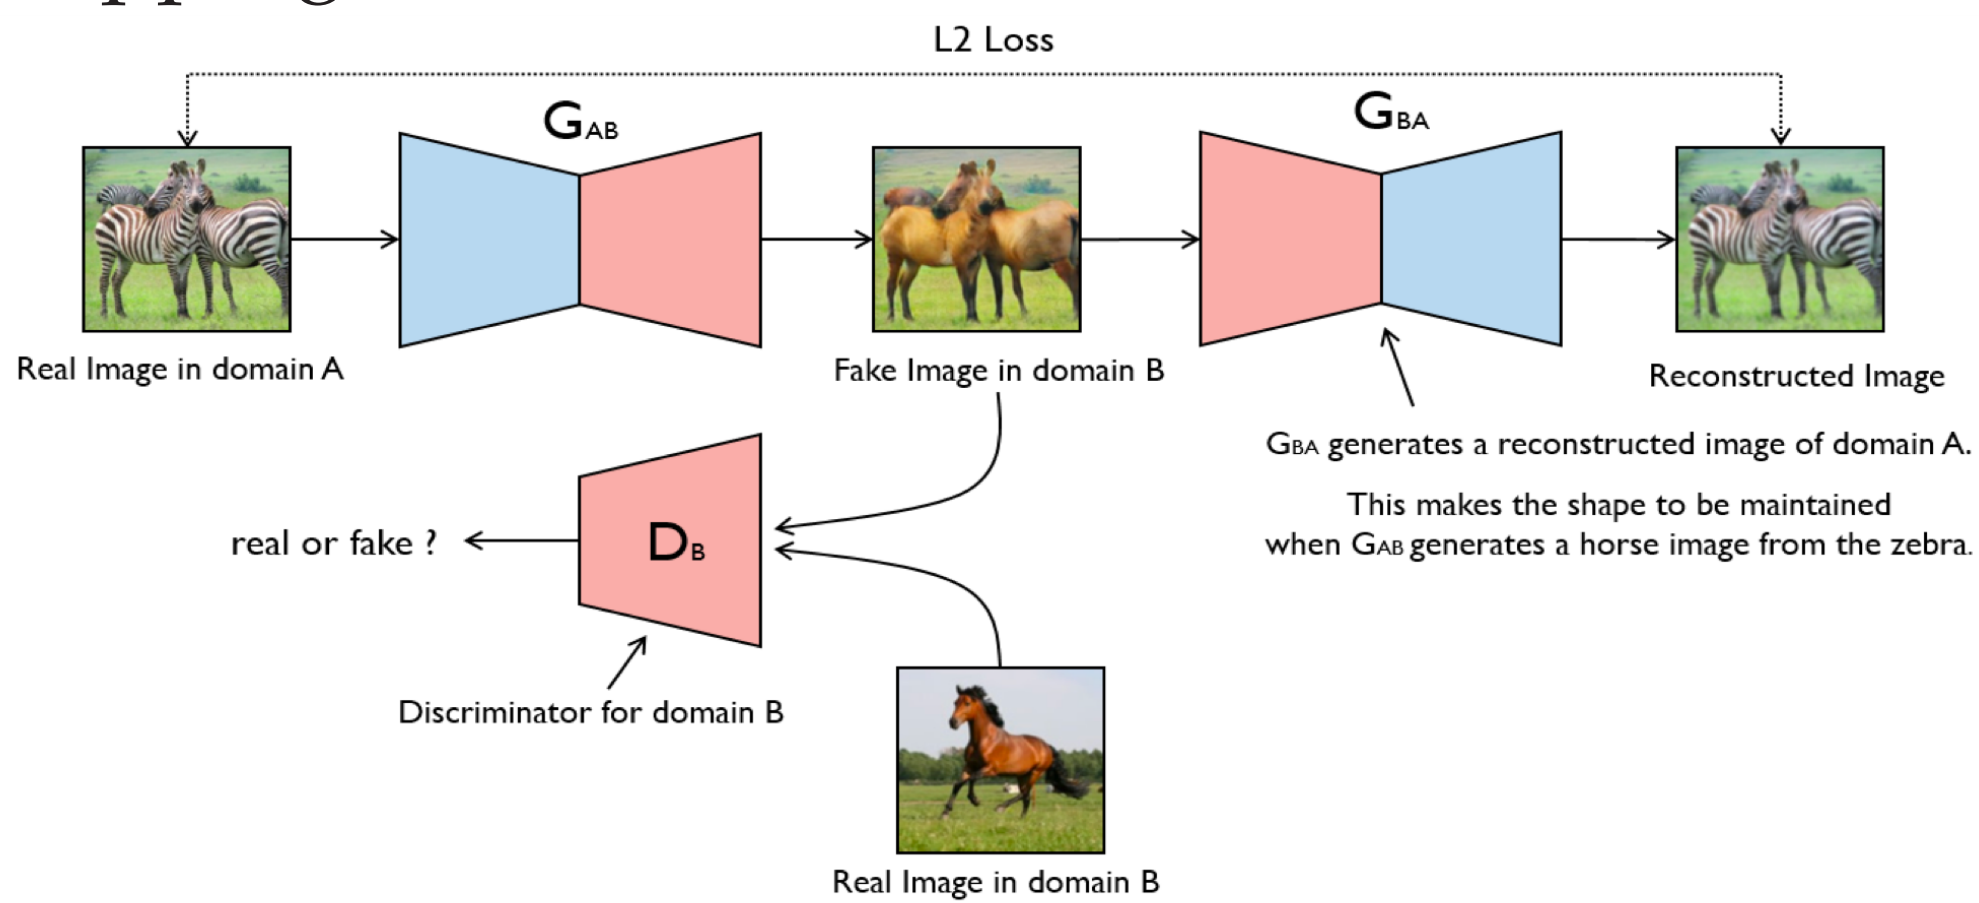 L2 Loss
GAB
GBA
Real Image in domain A
Fake Image in domain B
Reconstructed Image
GBA generates a reconstructed image of domain A.
This makes the shape to be maintained
when GAB generates a horse image from the zebra.
real or fake ?
DB
Discriminator for domain B
Real Image in domain B